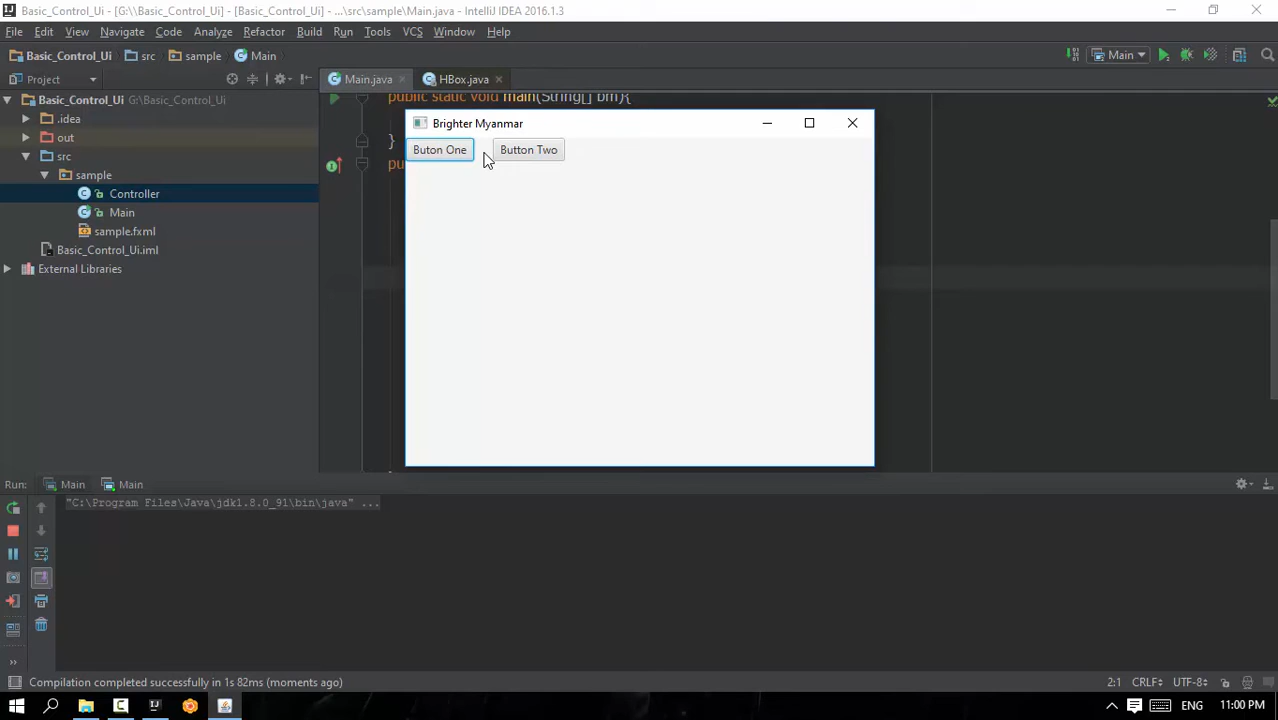 Basic_Control_Ui - [G:\\Basic_Control_Ui] - [Basic_Control_Ui] - ...\src\sample\Main.java - IntelliJ IDEA 2016.1.3
File Edit View Navigate Code Analyze Refactor Build Run Tools VCS Window Help
Basic_Control_Ui src sample Main Main
Project Main.java HBox.java
Basic_Control_Ui G:\Basic_Control_Ui
public static void main(String[] bm){
.idea
Brighter Myanmar
out
}
Buton One Button Two
src
pu
sample
Controller
Main
sample.fxml
Basic_Control_Ui.iml
External Libraries
Run: Main Main
"C:\Program Files\Java\jdk1.8.0_91\bin\java" ...
Compilation completed successfully in 1s 82ms (moments ago) 2:1 CRLF÷ UTF-8÷
ENG 11:00 PM